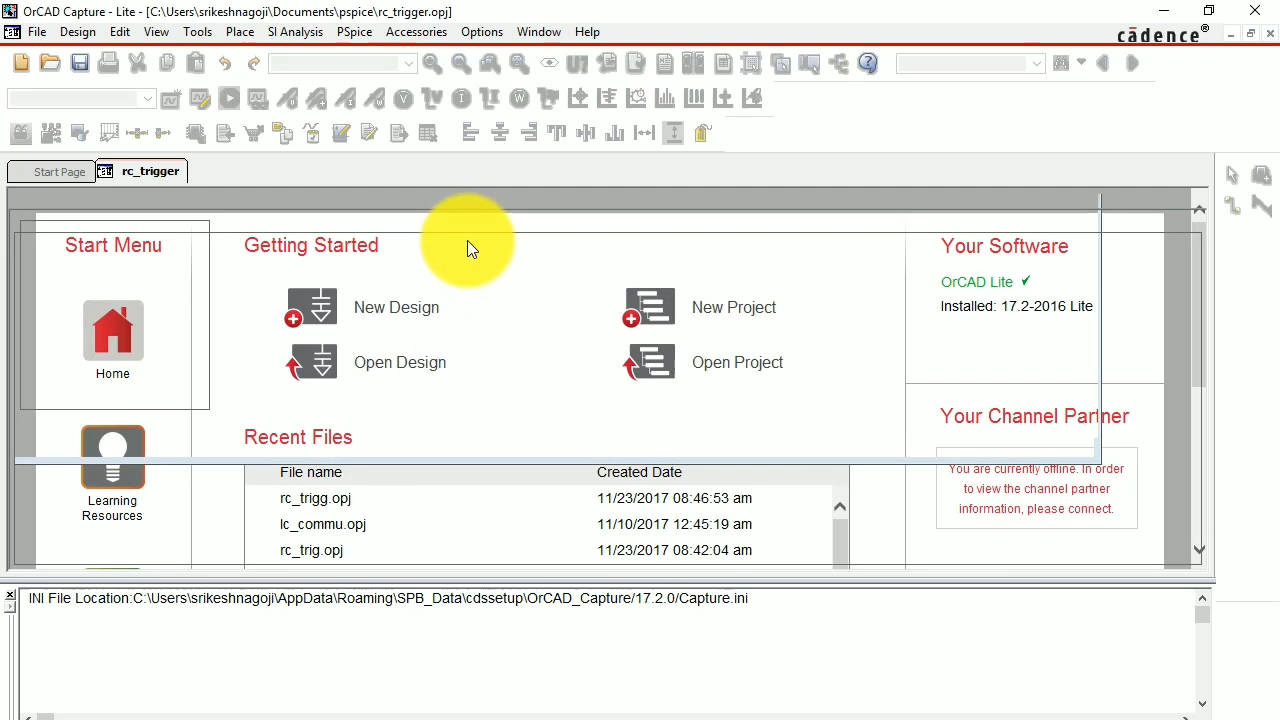 OrCAD Capture - Lite - [C:\Users\srikeshnagoji\Documents\pspice\rc_trigger.opj]
File Design Edit View Tools Place SI Analysis PSpice Accessories Options Window Help
cādence®
Start Page rc_trigger
Start Menu
Getting Started
Your Software
New Design
New Project
OrCAD Lite ✓
Installed: 17.2-2016 Lite
Open Design
Open Project
Home
Your Channel Partner
Recent Files
File name Created Date
You are currently offline. In order
to view the channel partner
information, please connect.
rc_trigg.opj 11/23/2017 08:46:53 am
lc_commu.opj 11/10/2017 12:45:19 am
rc_trig.opj 11/23/2017 08:42:04 am
Learning
Resources
INI File Location:C:\Users\srikeshnagoji\AppData\Roaming\SPB_Data\cdssetup\OrCAD_Capture/17.2.0/Capture.ini